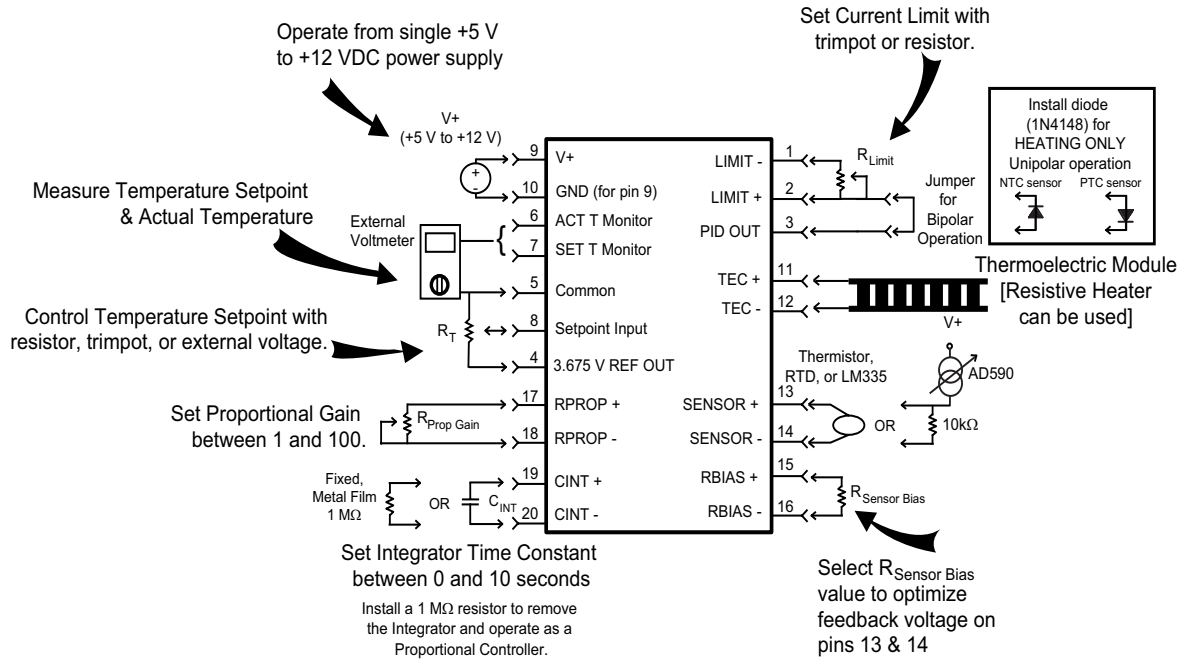 Operate from single +5 V
to +12 VDC power supply
Set Current Limit with
trimpot or resistor.
Install diode
(1N4148) for
HEATING ONLY
Unipolar operation
NTC sensor
PTC sensor
V+
(+5 V to +12 V)
+
-
9
V+
10
GND (for pin 9)
Measure Temperature Setpoint
& Actual Temperature
External
Voltmeter
6
ACT T Monitor
7
SET T Monitor
5
Common
Control Temperature Setpoint with
resistor, trimpot, or external voltage.
RT
8
Setpoint Input
4
3.675 V REF OUT
Set Proportional Gain
between 1 and 100.
RProp Gain
17
RPROP +
18
RPROP -
Fixed,
Metal Film
1 MΩ
OR
CINT
19
CINT +
20
CINT -
Set Integrator Time Constant
between 0 and 10 seconds
Install a 1 MΩ resistor to remove
the Integrator and operate as a
Proportional Controller.
LIMIT -
1
RLimit
LIMIT +
2
PID OUT
3
Jumper
for
Bipolar
Operation
TEC +
11
TEC -
12
Thermoelectric Module
[Resistive Heater
can be used]
Thermistor,
RTD, or LM335
SENSOR +
13
SENSOR -
14
OR
V+
AD590
10kΩ
RBIAS +
15
RBIAS -
16
RSensor Bias
Select RSensor Bias
value to optimize
feedback voltage on
pins 13 & 14